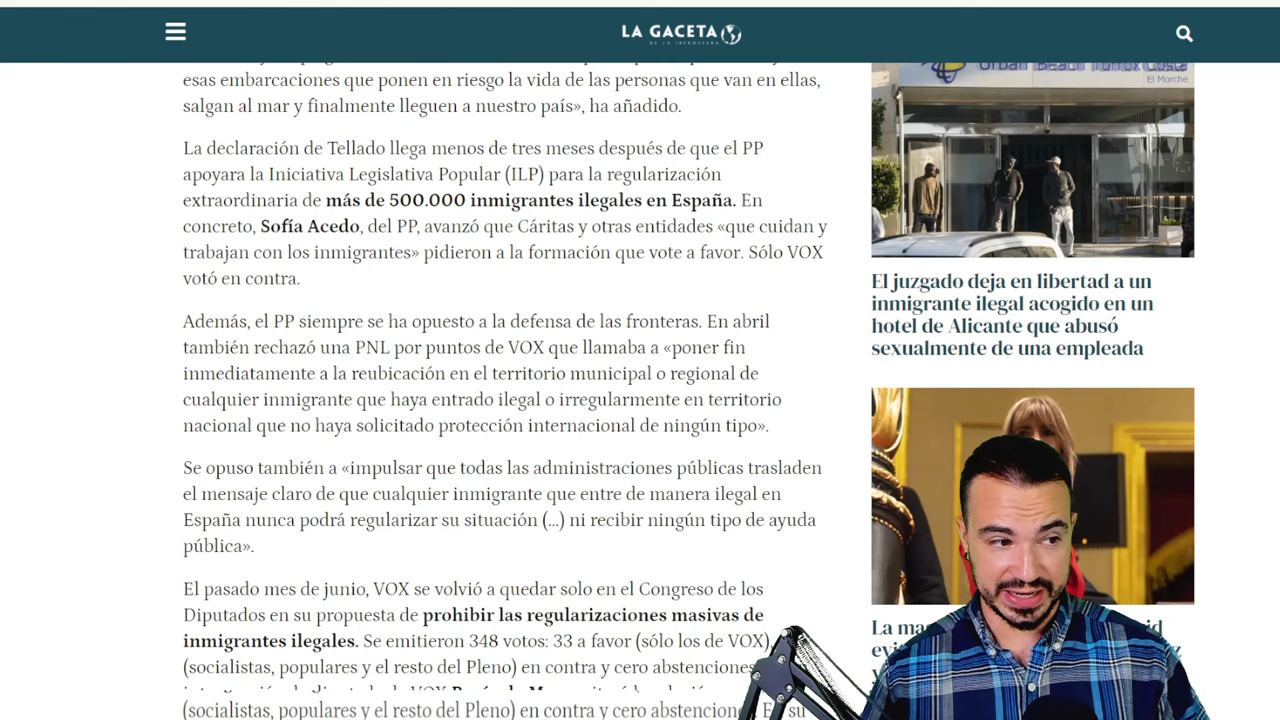 LA GACETA
DE LA IBEROSFERA
esas embarcaciones que ponen en riesgo la vida de las personas que van en ellas,
salgan al mar y finalmente lleguen a nuestro país», ha añadido.
La declaración de Tellado llega menos de tres meses después de que el PP
apoyara la Iniciativa Legislativa Popular (ILP) para la regularización
extraordinaria de más de 500.000 inmigrantes ilegales en España. En
concreto, Sofía Acedo, del PP, avanzó que Cáritas y otras entidades «que cuidan y
trabajan con los inmigrantes» pidieron a la formación que vote a favor. Sólo VOX
votó en contra.
Además, el PP siempre se ha opuesto a la defensa de las fronteras. En abril
también rechazó una PNL por puntos de VOX que llamaba a «poner fin
inmediatamente a la reubicación en el territorio municipal o regional de
cualquier inmigrante que haya entrado ilegal o irregularmente en territorio
nacional que no haya solicitado protección internacional de ningún tipo».
Se opuso también a «impulsar que todas las administraciones públicas trasladen
el mensaje claro de que cualquier inmigrante que entre de manera ilegal en
España nunca podrá regularizar su situación (...) ni recibir ningún tipo de ayuda
pública».
El pasado mes de junio, VOX se volvió a quedar solo en el Congreso de los
Diputados en su propuesta de prohibir las regularizaciones masivas de
inmigrantes ilegales. Se emitieron 348 votos: 33 a favor (sólo los de VOX),
(socialistas, populares y el resto del Pleno) en contra y cero abstenciones
(socialistas, populares y el resto del Pleno) en contra y cero abstenciones. En su
Urban Beach Torrox Costa
El Morche
El juzgado deja en libertad a un
inmigrante ilegal acogido en un
hotel de Alicante que abusó
sexualmente de una empleada
La